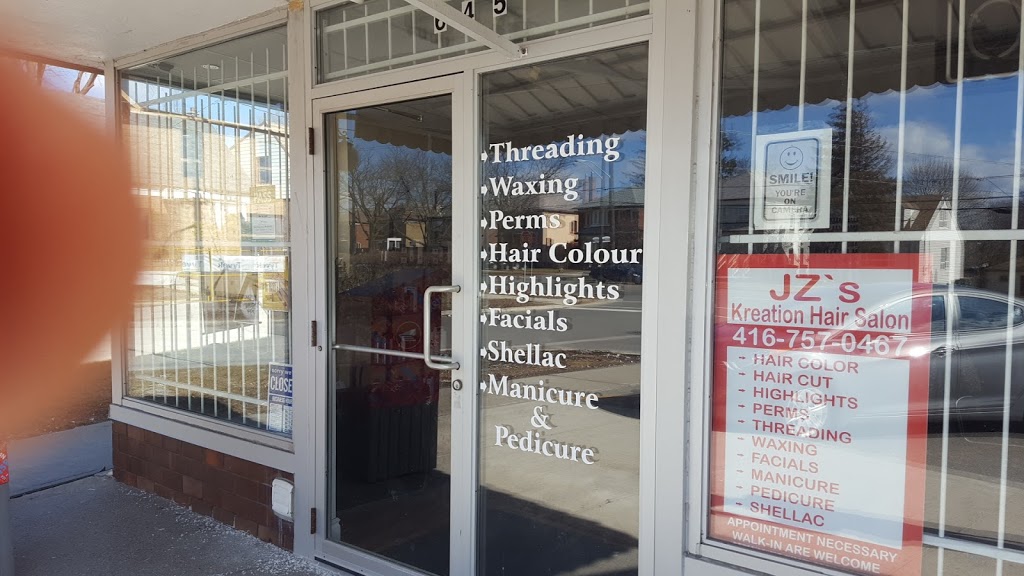 645
•Threading
•Waxing
•Perms
•Hair Colour
•Highlights
•Facials
•Shellac
•Manicure
&
Pedicure
SMILE!
YOU'RE
ON
CAMERA
JZ`s
Kreation Hair Salon
416-757-0467
- HAIR COLOR
- HAIR CUT
- HIGHLIGHTS
- PERMS
- THREADING
- WAXING
- FACIALS
- MANICURE
- PEDICURE
- SHELLAC
APPOINTMENT NECESSARY
WALK-IN ARE WELCOME
CLOSE